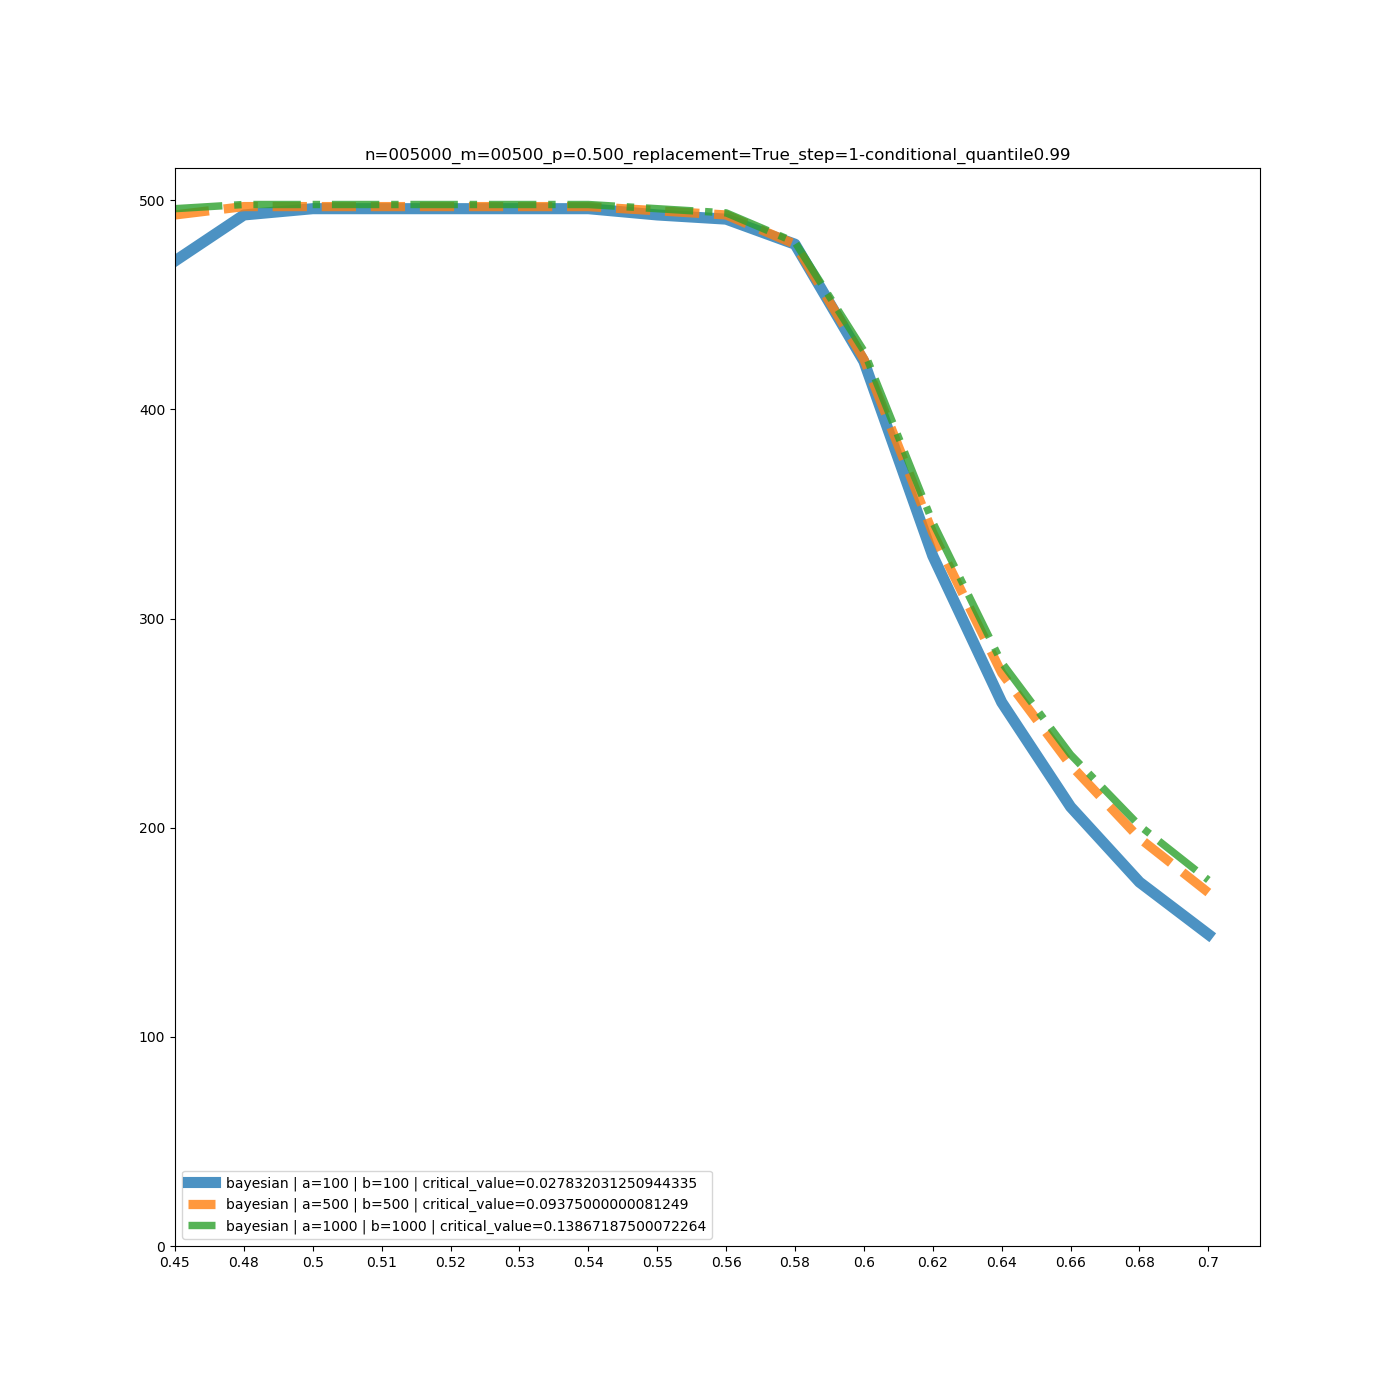 n=005000_m=00500_p=0.500_replacement=True_step=1-conditional_quantile0.99
500
400
300
200
100
0
bayesian | a=100 | b=100 | critical_value=0.027832031250944335
bayesian | a=500 | b=500 | critical_value=0.09375000000081249
bayesian | a=1000 | b=1000 | critical_value=0.13867187500072264
0.45 0.48 0.5 0.51 0.52 0.53 0.54 0.55 0.56 0.58 0.6 0.62 0.64 0.66 0.68 0.7